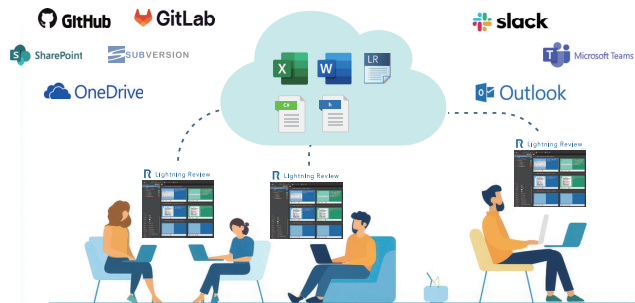 GitHub GitLab
slack
SharePoint SUBVERSION
Microsoft Teams
OneDrive
Outlook
X W LR
C# h
Lightning Review
Lightning Review
Lightning Review